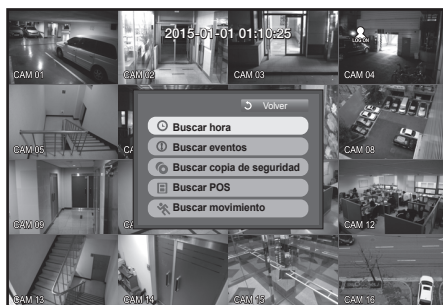 2015-01-01 01:10:25
LOG ON
CAM 01
CAM 02
CAM 03
CAM 04
Volver
Buscar hora
CAM 05
Buscar eventos
CAM 08
Buscar copia de seguridad
Buscar POS
CAM 09
Buscar movimiento
CAM 12
CAM 13
CAM 14
CAM 15
CAM 16